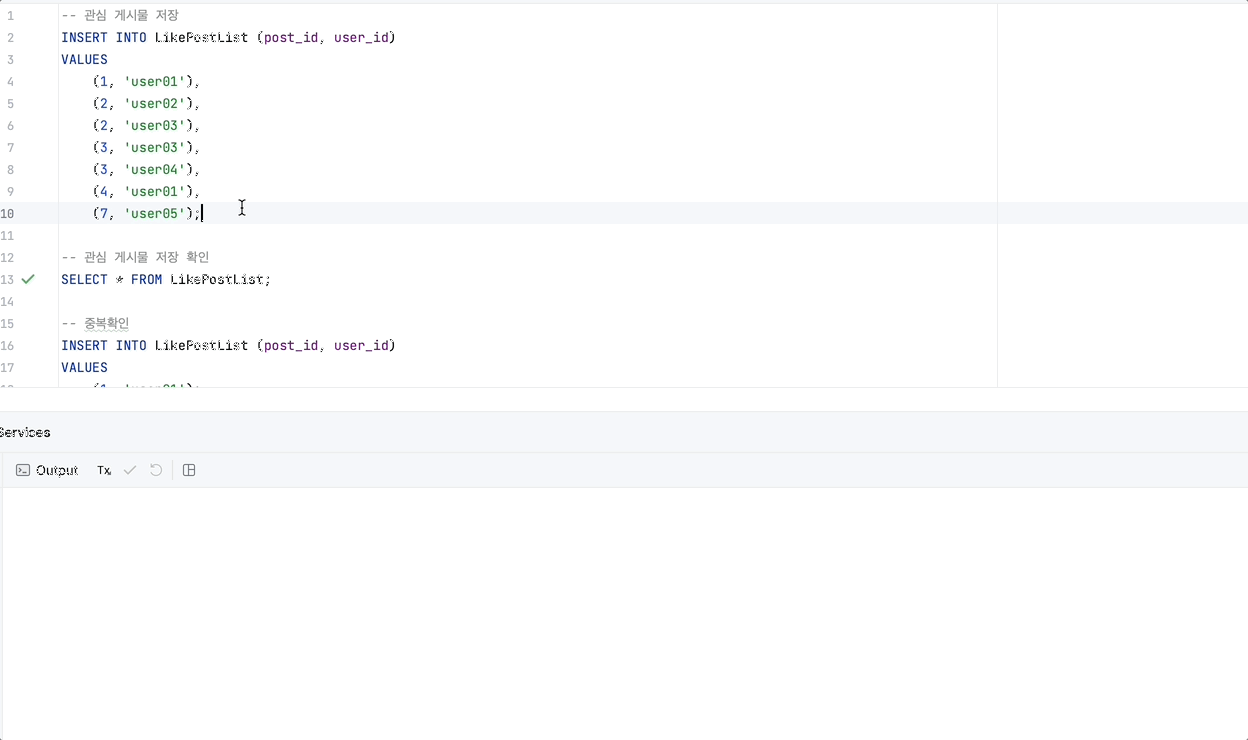 1 -- 관심 게시물 저장
2 INSERT INTO LikePostList (post_id, user_id)
3 VALUES
4 (1, 'user01'),
5 (2, 'user02'),
6 (2, 'user03'),
7 (3, 'user03'),
8 (3, 'user04'),
9 (4, 'user01'),
10 (7, 'user05');
11
12 -- 관심 게시물 저장 확인
13 SELECT * FROM LikePostList;
14
15 -- 중복확인
16 INSERT INTO LikePostList (post_id, user_id)
17 VALUES
Services
Output Tx